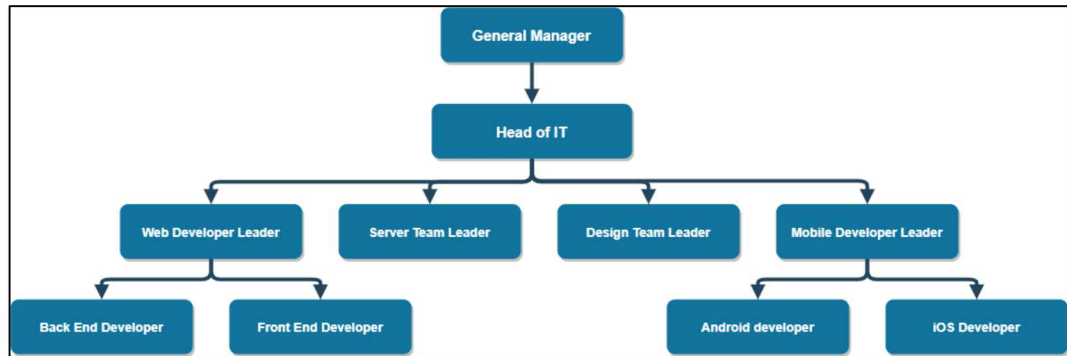 General Manager
Head of IT
Web Developer Leader
Server Team Leader
Design Team Leader
Mobile Developer Leader
Back End Developer
Front End Developer
Android developer
iOS Developer